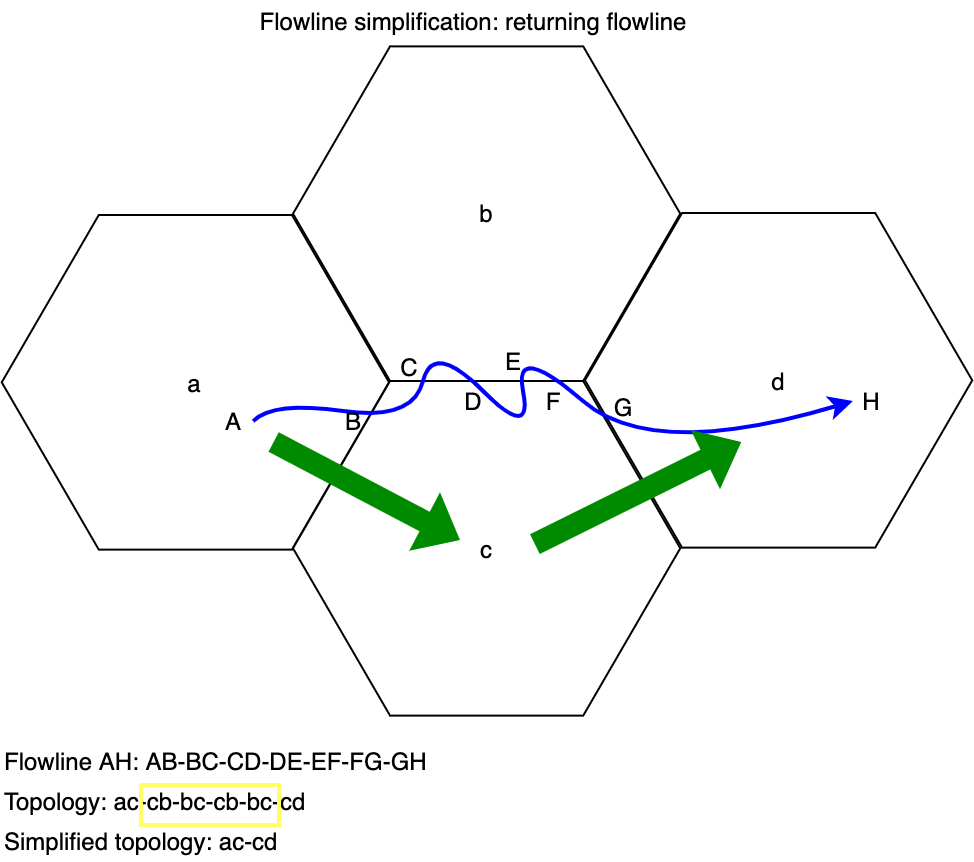 Flowline simplification: returning flowline
b
a
d
A
B
C
D
E
F
G
H
c
Flowline AH: AB-BC-CD-DE-EF-FG-GH
Topology: ac-cb-bc-cb-bc-cd
Simplified topology: ac-cd